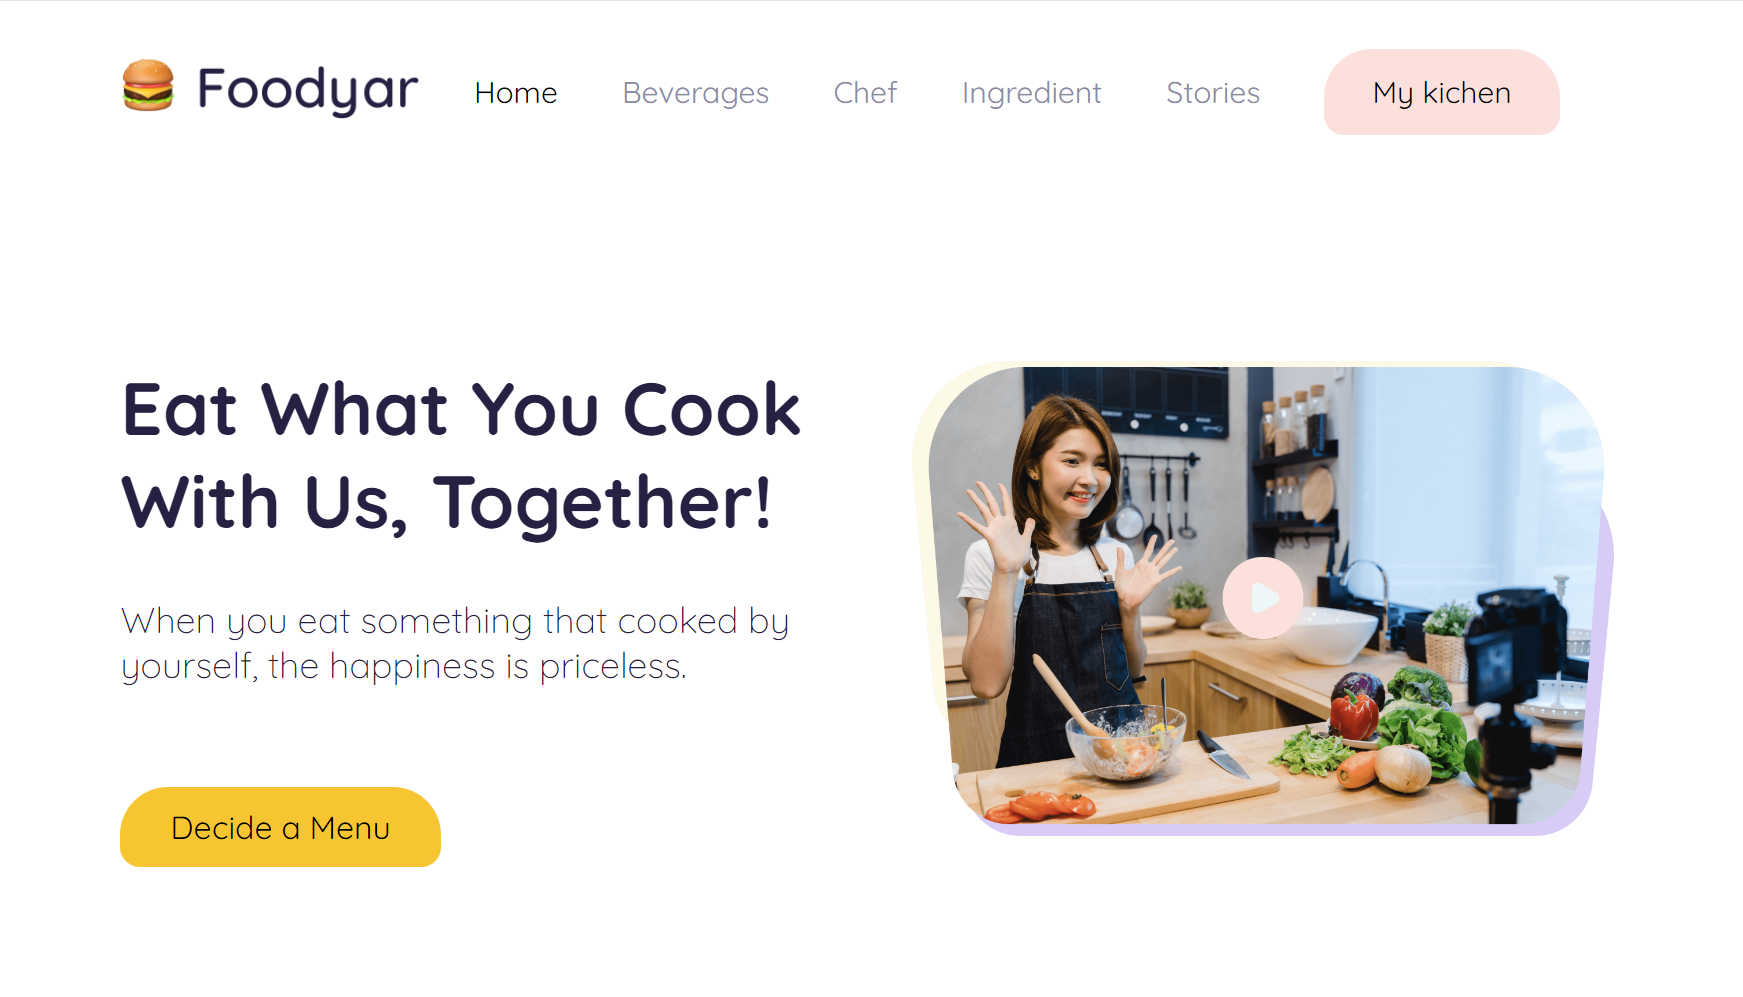 Foodyar
Home
Beverages
Chef
Ingredient
Stories
My kichen
Eat What You Cook
With Us, Together!
When you eat something that cooked by
yourself, the happiness is priceless.
Decide a Menu